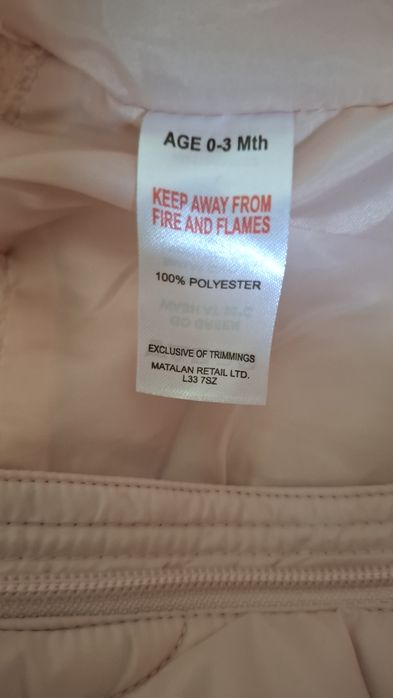 AGE 0-3 Mth
KEEP AWAY FROM
FIRE AND FLAMES
100% POLYESTER
EXCLUSIVE OF TRIMMINGS
MATALAN RETAIL LTD.
L33 7SZ